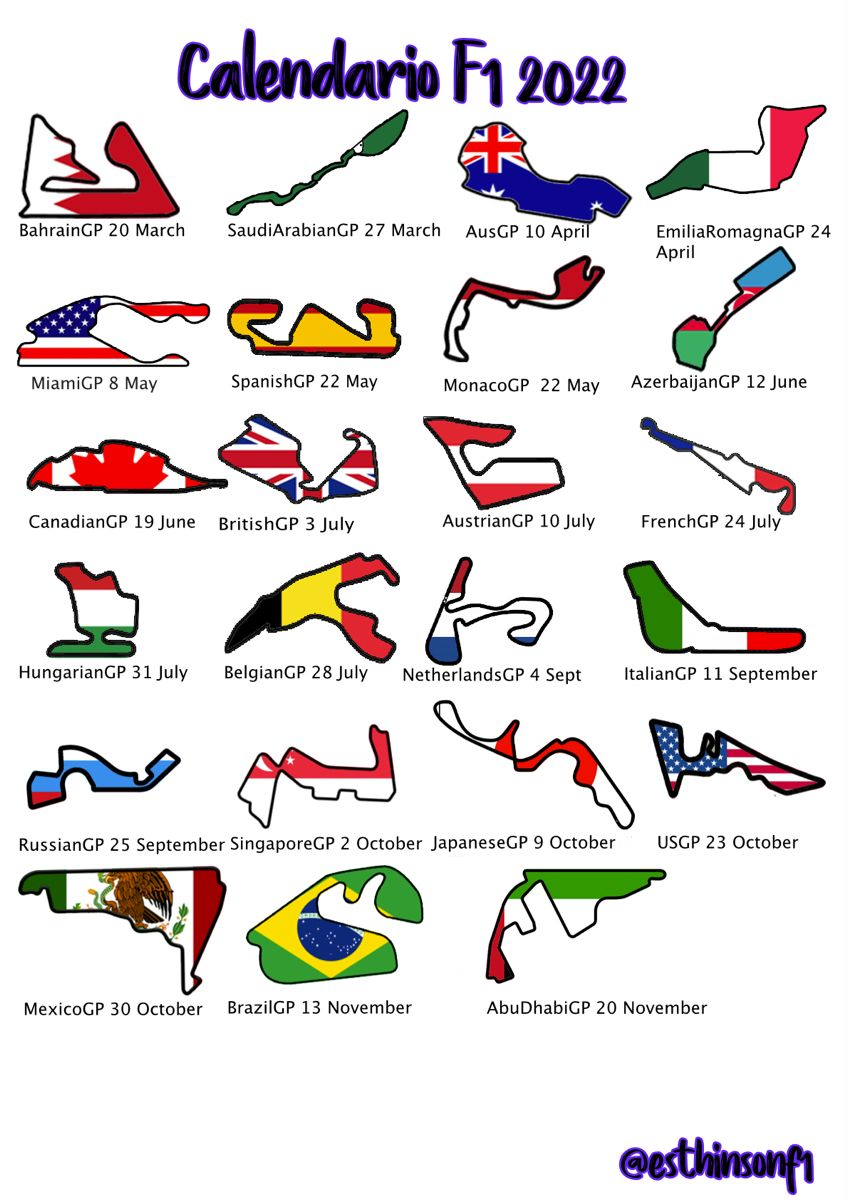 Calendario F1 2022
BahrainGP 20 March
SaudiArabianGP 27 March
AusGP 10 April
EmiliaRomagnaGP 24
April
MiamiGP 8 May
SpanishGP 22 May
MonacoGP  22 May
AzerbaijanGP 12 June
CanadianGP 19 June
BritishGP 3 July
AustrianGP 10 July
FrenchGP 24 July
HungarianGP 31 July
BelgianGP 28 July
NetherlandsGP 4 Sept
ItalianGP 11 September
RussianGP 25 September
SingaporeGP 2 October
JapaneseGP 9 October
USGP 23 October
MexicoGP 30 October
BrazilGP 13 November
AbuDhabiGP 20 November
@esthinsonf1